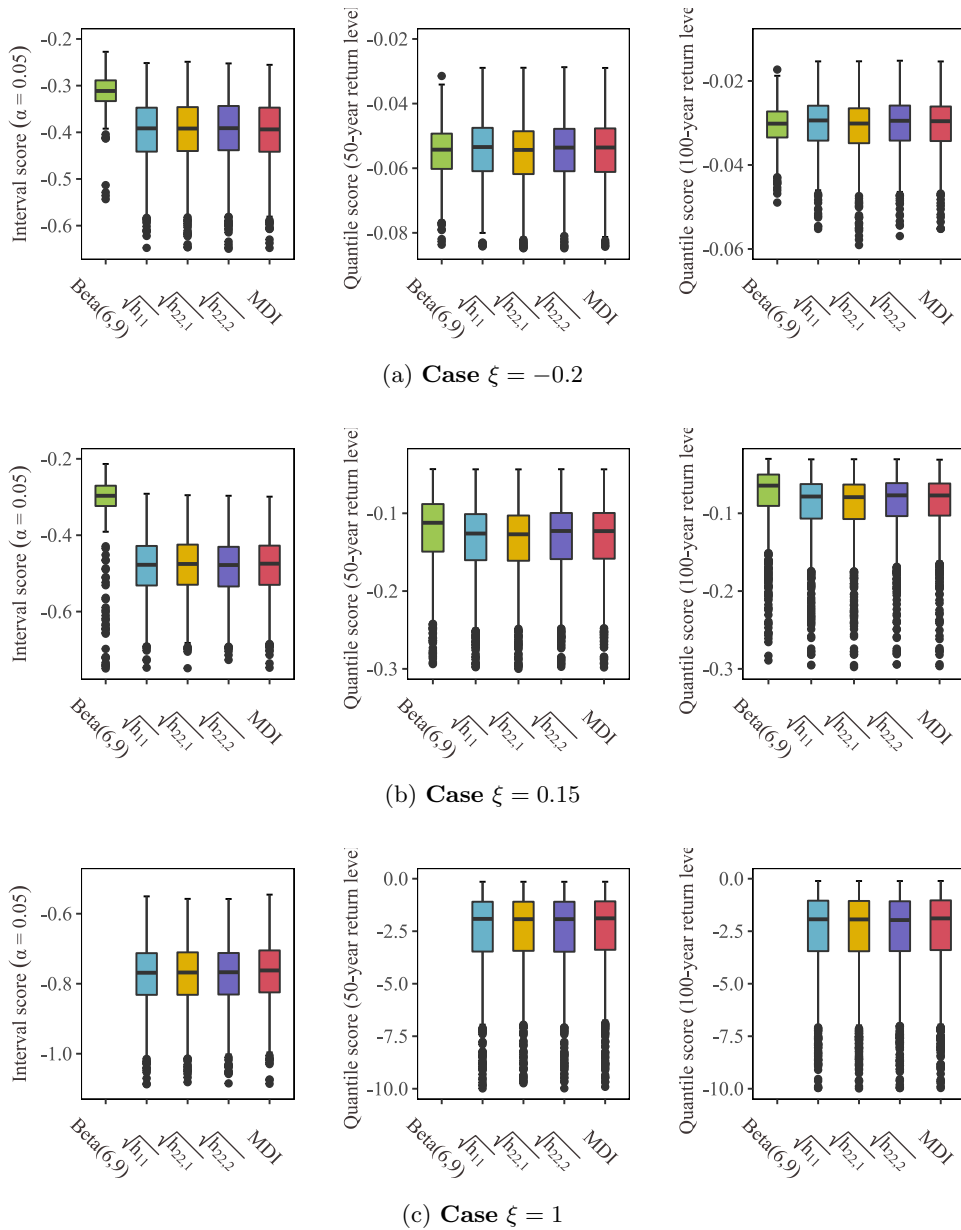 Interval score (α = 0.05)
-0.2
-0.3
-0.4
-0.5
-0.6
Beta(6,9)
√h₁₁
√h₂₂,₁
√h₂₂,₂
MDI
Quantile score (50-year return level
-0.02
-0.04
-0.06
-0.08
Beta(6,9)
√h₁₁
√h₂₂,₁
√h₂₂,₂
MDI
Quantile score (100-year return level
-0.02
-0.04
-0.06
Beta(6,9)
√h₁₁
√h₂₂,₁
√h₂₂,₂
MDI
(a) Case ξ = −0.2
Interval score (α = 0.05)
-0.2
-0.4
-0.6
Beta(6,9)
√h₁₁
√h₂₂,₁
√h₂₂,₂
MDI
Quantile score (50-year return level
-0.1
-0.2
-0.3
Beta(6,9)
√h₁₁
√h₂₂,₁
√h₂₂,₂
MDI
Quantile score (100-year return level
-0.1
-0.2
-0.3
Beta(6,9)
√h₁₁
√h₂₂,₁
√h₂₂,₂
MDI
(b) Case ξ = 0.15
Interval score (α = 0.05)
-0.6
-0.8
-1.0
Beta(6,9)
√h₁₁
√h₂₂,₁
√h₂₂,₂
MDI
Quantile score (50-year return level
0.0
-2.5
-5.0
-7.5
-10.0
Beta(6,9)
√h₁₁
√h₂₂,₁
√h₂₂,₂
MDI
Quantile score (100-year return level
0.0
-2.5
-5.0
-7.5
-10.0
Beta(6,9)
√h₁₁
√h₂₂,₁
√h₂₂,₂
MDI
(c) Case ξ = 1